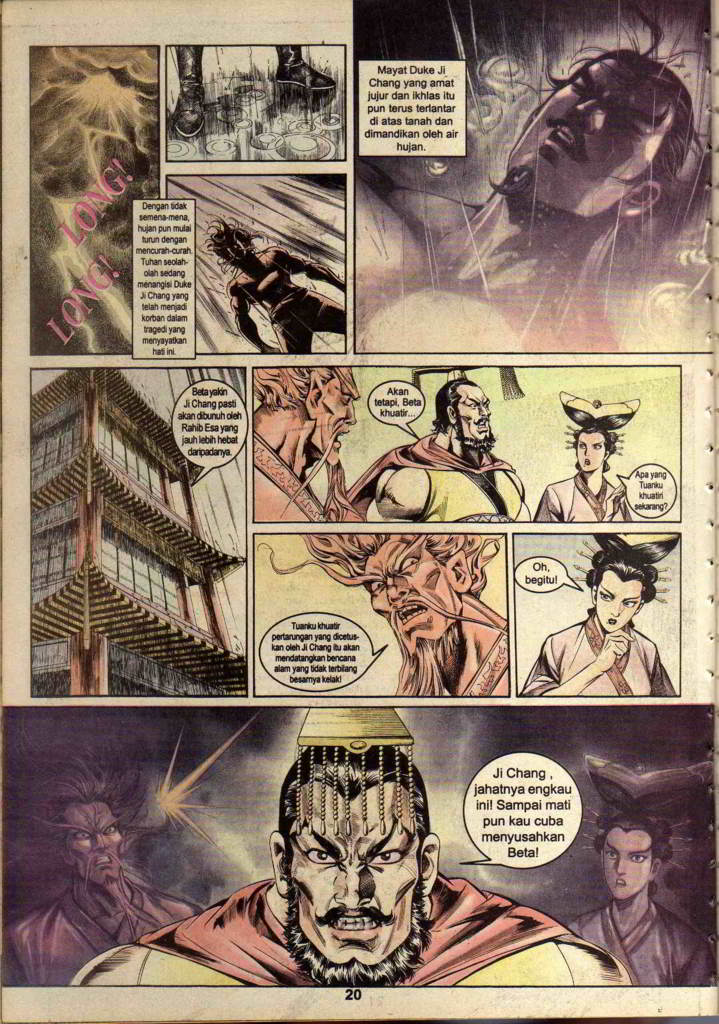 LONG!
LONG!
Dengan tidak
semena-mena,
hujan pun mulai
turun dengan
mencurah-curah.
Tuhan seolah-
olah sedang
menangisi Duke
Ji Chang yang
telah menjadi
korban dalam
tragedi yang
menyayatkan
hati ini.
Mayat Duke Ji
Chang yang amat
jujur dan ikhlas itu
pun terus terlantar
di atas tanah dan
dimandikan oleh air
hujan.
Beta yakin
Ji Chang pasti
akan dibunuh oleh
Rahib Esa yang
jauh lebih hebat
daripadanya.
Akan
tetapi, Beta
khuatir...
Apa yang
Tuanku
khuatiri
sekarang?
Tuanku khuatir
pertarungan yang dicetus-
kan oleh Ji Chang itu akan
mendatangkan bencana
alam yang tidak terbilang
besarnya kelak!
Oh,
begitu!
Ji Chang ,
jahatnya engkau
ini! Sampai mati
pun kau cuba
menyusahkan
Beta!
20